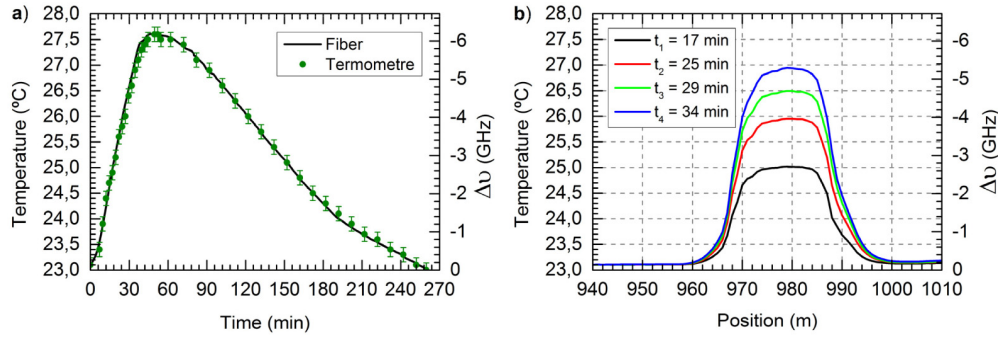 a)
28,0
27,5
27,0
26,5
26,0
25,5
25,0
24,5
24,0
23,5
23,0
Temperature (ºC)
Fiber
Termometre
-6
-5
-4
-3
-2
-1
0
Δυ (GHz)
0 30 60 90 120 150 180 210 240 270
Time (min)
b)
28,0
27,5
27,0
26,5
26,0
25,5
25,0
24,5
24,0
23,5
23,0
Temperature (ºC)
t1 = 17 min
t2 = 25 min
t3 = 29 min
t4 = 34 min
-6
-5
-4
-3
-2
-1
0
Δυ (GHz)
940 950 960 970 980 990 1000 1010
Position (m)